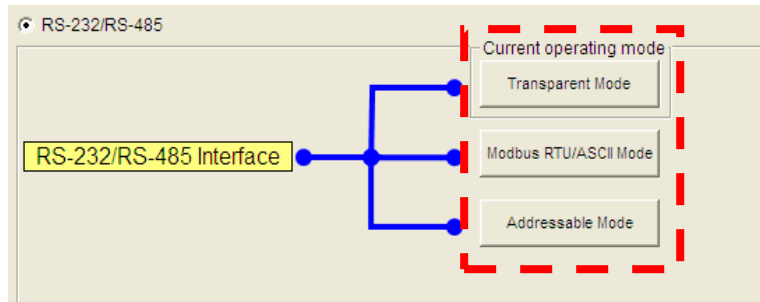 RS-232/RS-485
Current operating mode
Transparent Mode
RS-232/RS-485 Interface
Modbus RTU/ASCII Mode
Addressable Mode